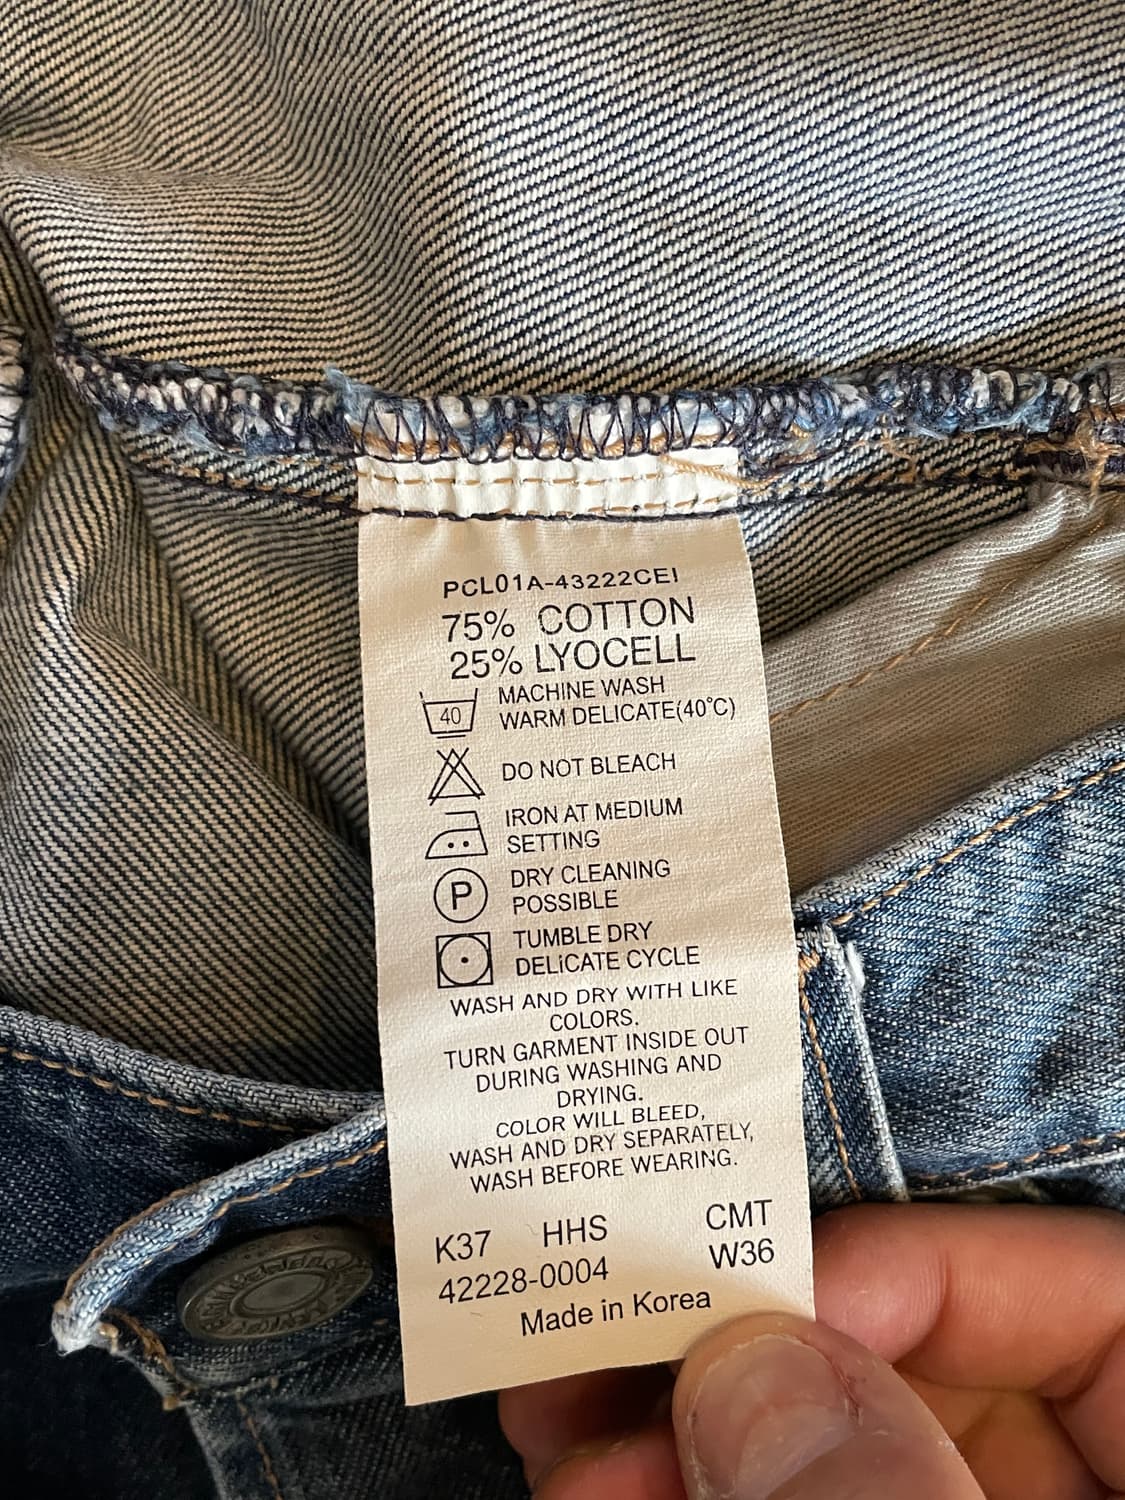 PCL01A-43222CEI
75% COTTON
25% LYOCELL
40 MACHINE WASH
WARM DELICATE(40°C)
DO NOT BLEACH
IRON AT MEDIUM
SETTING
P DRY CLEANING
POSSIBLE
TUMBLE DRY
DELiCATE CYCLE
WASH AND DRY WITH LIKE
COLORS.
TURN GARMENT INSIDE OUT
DURING WASHING AND
DRYING.
COLOR WILL BLEED,
WASH AND DRY SEPARATELY,
WASH BEFORE WEARING.
K37 HHS CMT
42228-0004 W36
Made in Korea